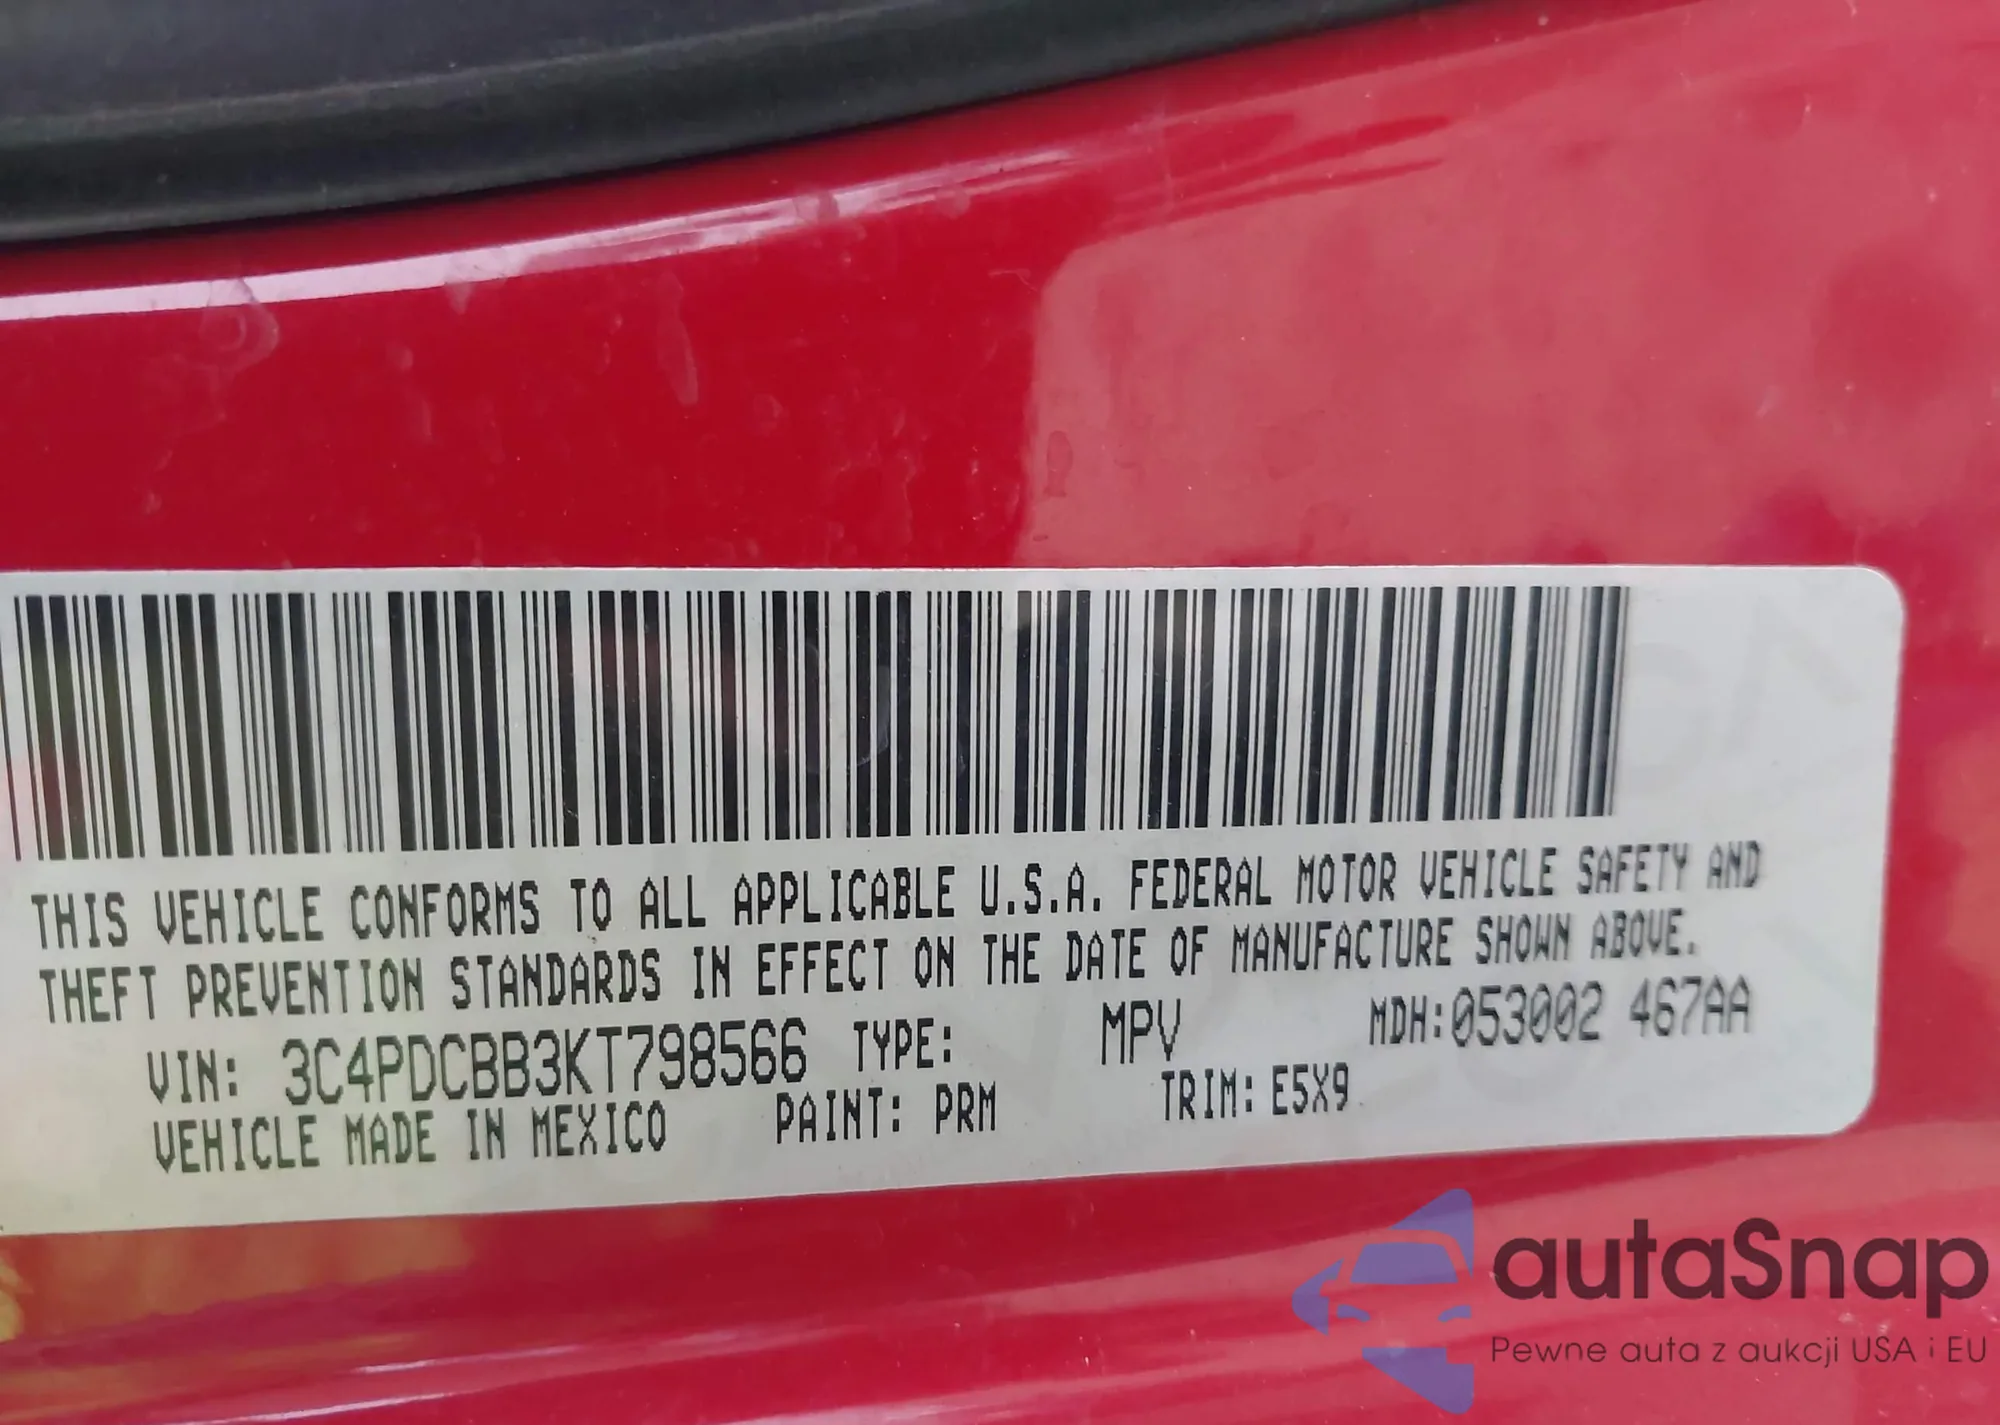 THIS VEHICLE CONFORMS TO ALL APPLICABLE U.S.A. FEDERAL MOTOR VEHICLE SAFETY AND
THEFT PREVENTION STANDARDS IN EFFECT ON THE DATE OF MANUFACTURE SHOWN ABOVE.
VIN: 3C4PDCBB3KT798566 TYPE: MPV MDH:053002 467AA
VEHICLE MADE IN MEXICO PAINT: PRM TRIM: E5X9
autaSnap
Pewne auta z aukcji USA i EU